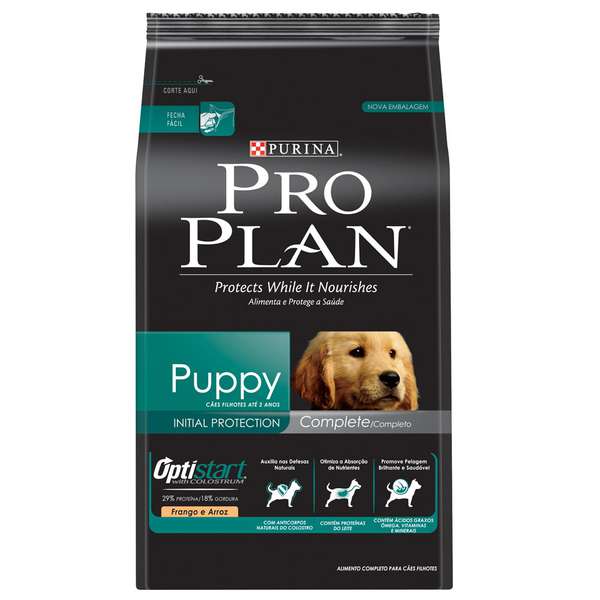 CORTE AQUI
FECHA
FÁCIL
NOVA EMBALAGEM
PURINA
PRO
PLAN
Protects While It Nourishes
Alimenta e Protege a Saúde
Puppy
CÃES FILHOTES ATÉ 2 ANOS
INITIAL PROTECTION
Complete/Completo
Optistart
with COLOSTRUM
29% PROTEÍNA/18% GORDURA
Frango e Arroz
Auxilia nas Defesas
Naturais
COM ANTICORPOS
NATURAIS DO COLOSTRO
Otimiza a Absorção
de Nutrientes
CONTÉM PROTEÍNAS
DO LEITE
Promove Pelagem
Brilhante e Saudável
CONTÉM ÁCIDOS GRAXOS
ÔMEGA, VITAMINAS
E MINERAIS
ALIMENTO COMPLETO PARA CÃES FILHOTES